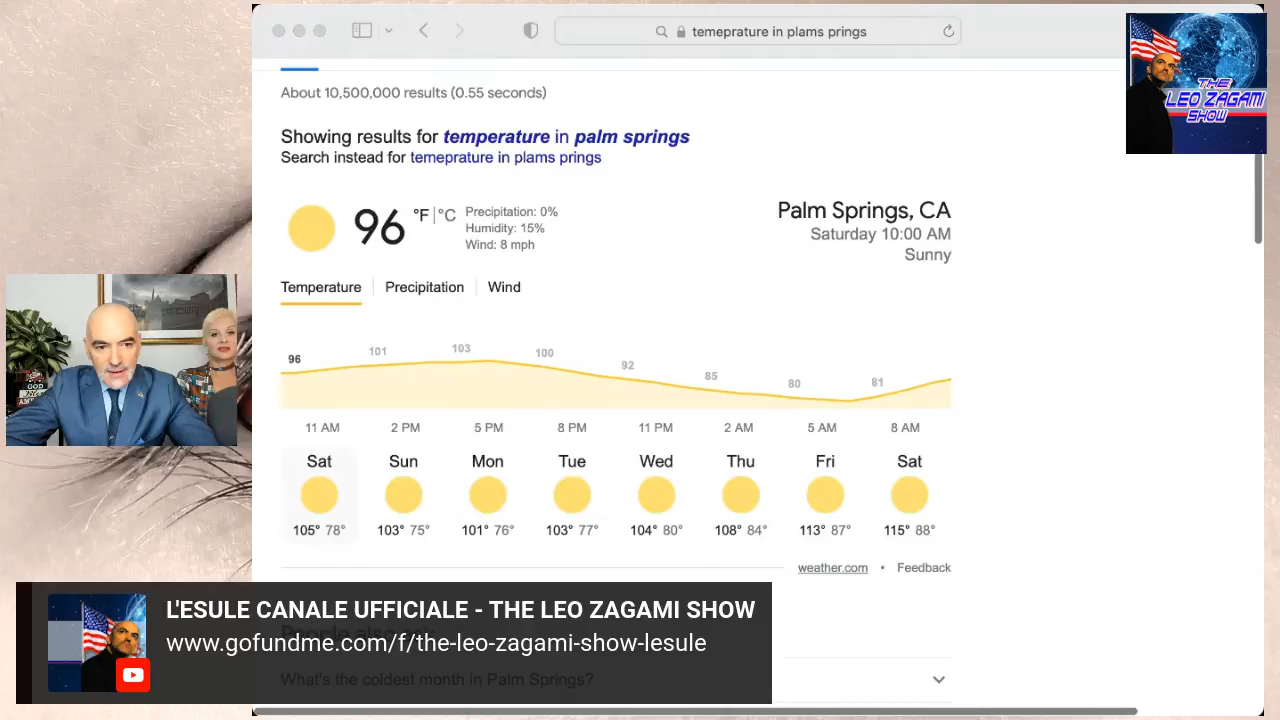 temeprature in plams prings
THE
LEO ZAGAMI
SHOW
About 10,500,000 results (0.55 seconds)
Showing results for temperature in palm springs
Search instead for temeprature in plams prings
96 °F | °C
Precipitation: 0%
Humidity: 15%
Wind: 8 mph
Palm Springs, CA
Saturday 10:00 AM
Sunny
Temperature Precipitation Wind
96 101 103 100 92 85 80 81
11 AM 2 PM 5 PM 8 PM 11 PM 2 AM 5 AM 8 AM
Sat Sun Mon Tue Wed Thu Fri Sat
105° 78° 103° 75° 101° 76° 103° 77° 104° 80° 108° 84° 113° 87° 115° 88°
weather.com • Feedback
L'ESULE CANALE UFFICIALE - THE LEO ZAGAMI SHOW
www.gofundme.com/f/the-leo-zagami-show-lesule
What's the coldest month in Palm Springs?